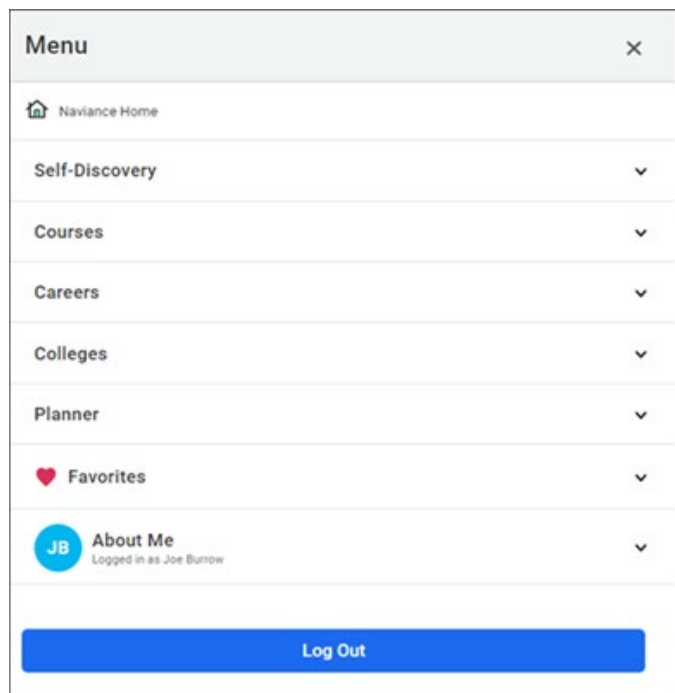 Menu
Naviance Home
Self-Discovery
Courses
Careers
Colleges
Planner
Favorites
JB
About Me
Logged in as Joe Burrow
Log Out